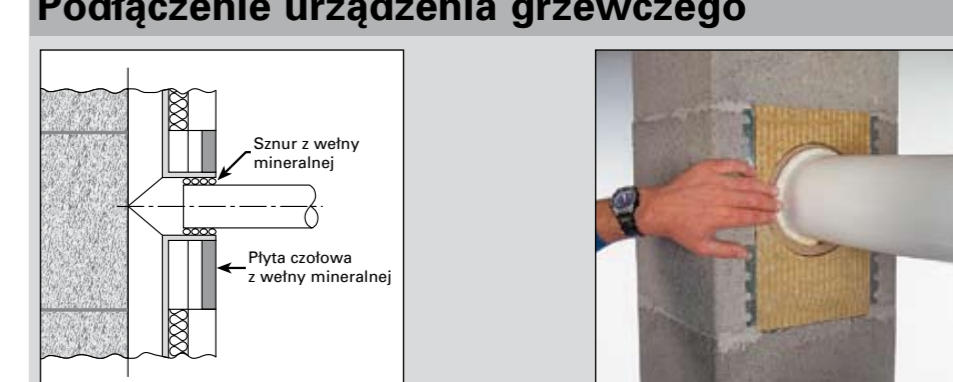 Podłączenie urządzenia grzewczego
Sznur z wełny
mineralnej
Płyta czołowa
z wełny mineralnej